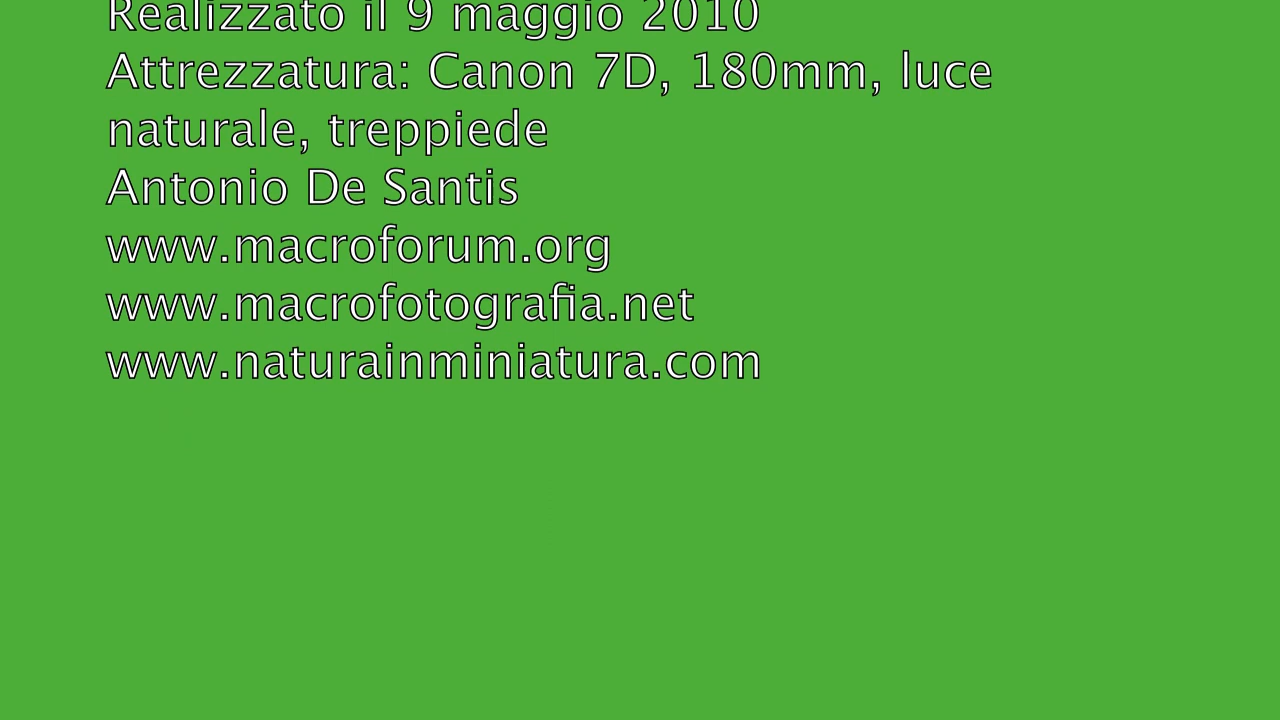 Realizzato il 9 maggio 2010
Attrezzatura: Canon 7D, 180mm, luce
naturale, treppiede
Antonio De Santis
www.macroforum.org
www.macrofotografia.net
www.naturainminiatura.com